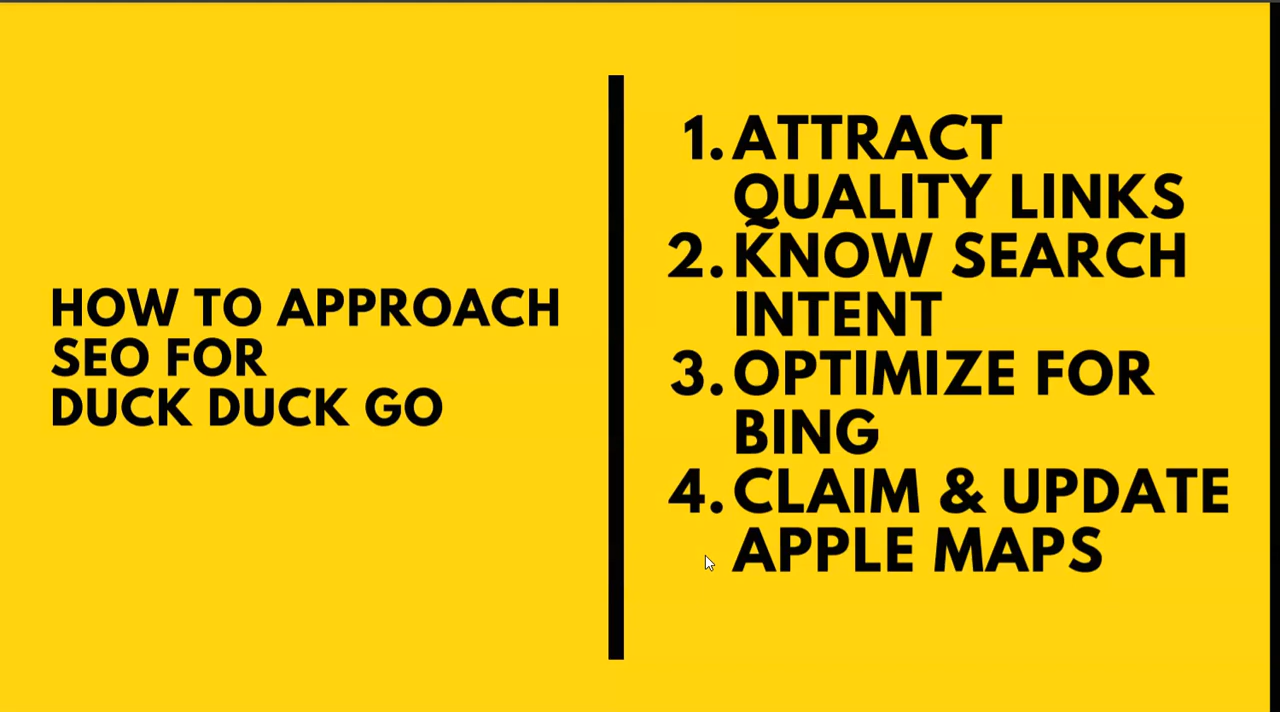 HOW TO APPROACH
SEO FOR
DUCK DUCK GO
1. ATTRACT
QUALITY LINKS
2. KNOW SEARCH
INTENT
3. OPTIMIZE FOR
BING
4. CLAIM & UPDATE
APPLE MAPS